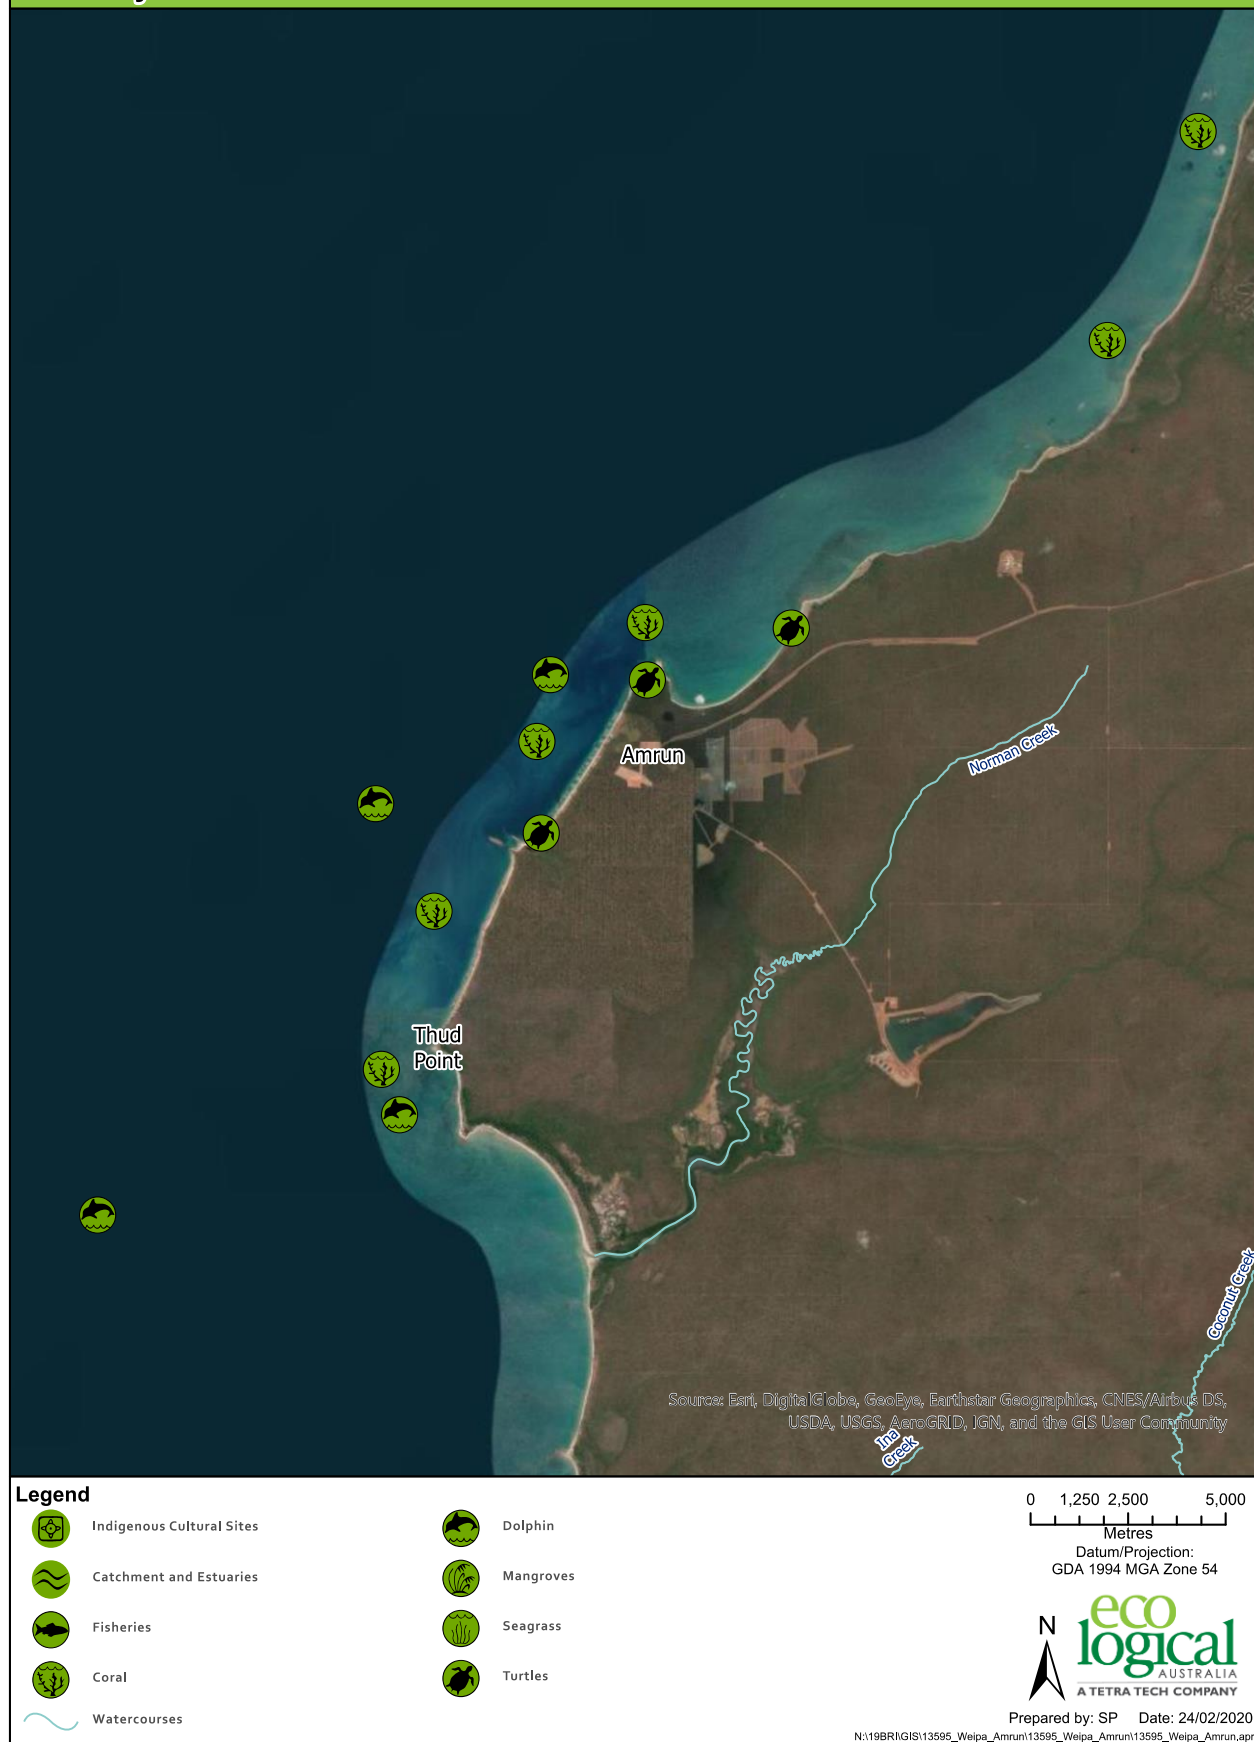 Norman Creek
Amrun
Thud
Point
Coconut Creek
Source: Esri, DigitalGlobe, GeoEye, Earthstar Geographics, CNES/Airbus DS,
USDA, USGS, AeroGRID, IGN, and the GIS User Community
Ina
Creek
Legend
Indigenous Cultural Sites
Catchment and Estuaries
Fisheries
Coral
Watercourses
Dolphin
Mangroves
Seagrass
Turtles
0 1,250 2,500 5,000
Metres
Datum/Projection:
GDA 1994 MGA Zone 54
N
eco
logical
AUSTRALIA
A TETRA TECH COMPANY
Prepared by: SP Date: 24/02/2020
N:\19BRI\GIS\13595_Weipa_Amrun\13595_Weipa_Amrun\13595_Weipa_Amrun.apr